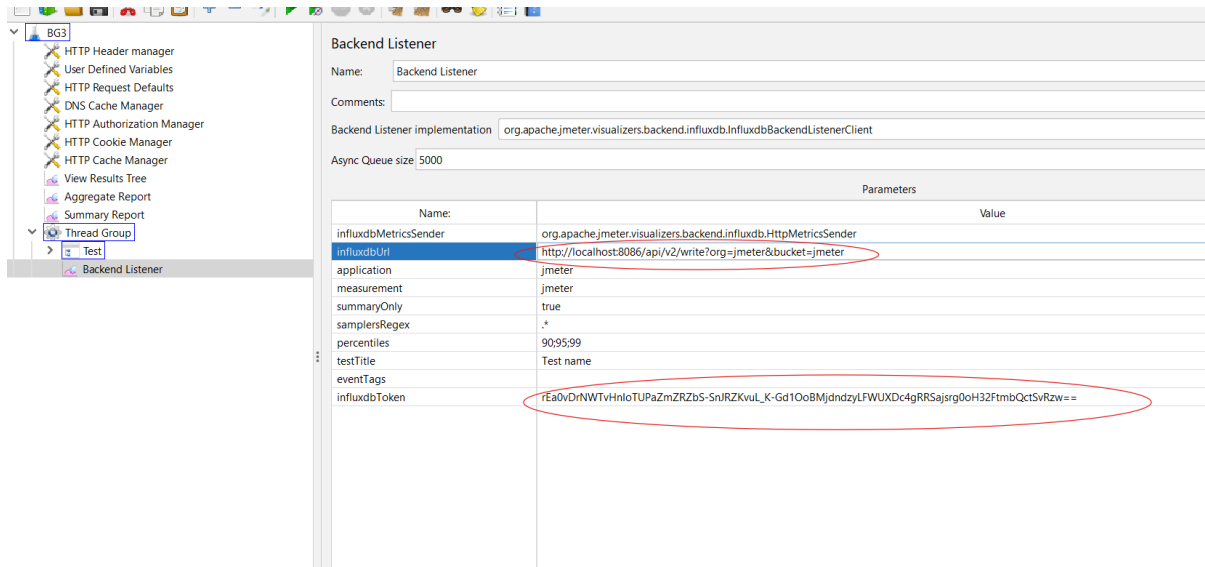 BG3
HTTP Header manager
User Defined Variables
HTTP Request Defaults
DNS Cache Manager
HTTP Authorization Manager
HTTP Cookie Manager
HTTP Cache Manager
View Results Tree
Aggregate Report
Summary Report
Thread Group
Test
Backend Listener
Backend Listener
Name: Backend Listener
Comments:
Backend Listener implementation org.apache.jmeter.visualizers.backend.influxdb.InfluxdbBackendListenerClient
Async Queue size 5000
Parameters
Name: Value
influxdbMetricsSender org.apache.jmeter.visualizers.backend.influxdb.HttpMetricsSender
influxdbUrl http://localhost:8086/api/v2/write?org=jmeter&bucket=jmeter
application jmeter
measurement jmeter
summaryOnly true
samplersRegex .*
percentiles 90;95;99
testTitle Test name
eventTags
influxdbToken rEa0vDrNWTvHnIoTUPaZmZRZbS-SnJRZKvuL_K-Gd1OoBMjdndzyLFWUXDc4gRRSajsrg0oH32FtmbQctSvRzw==